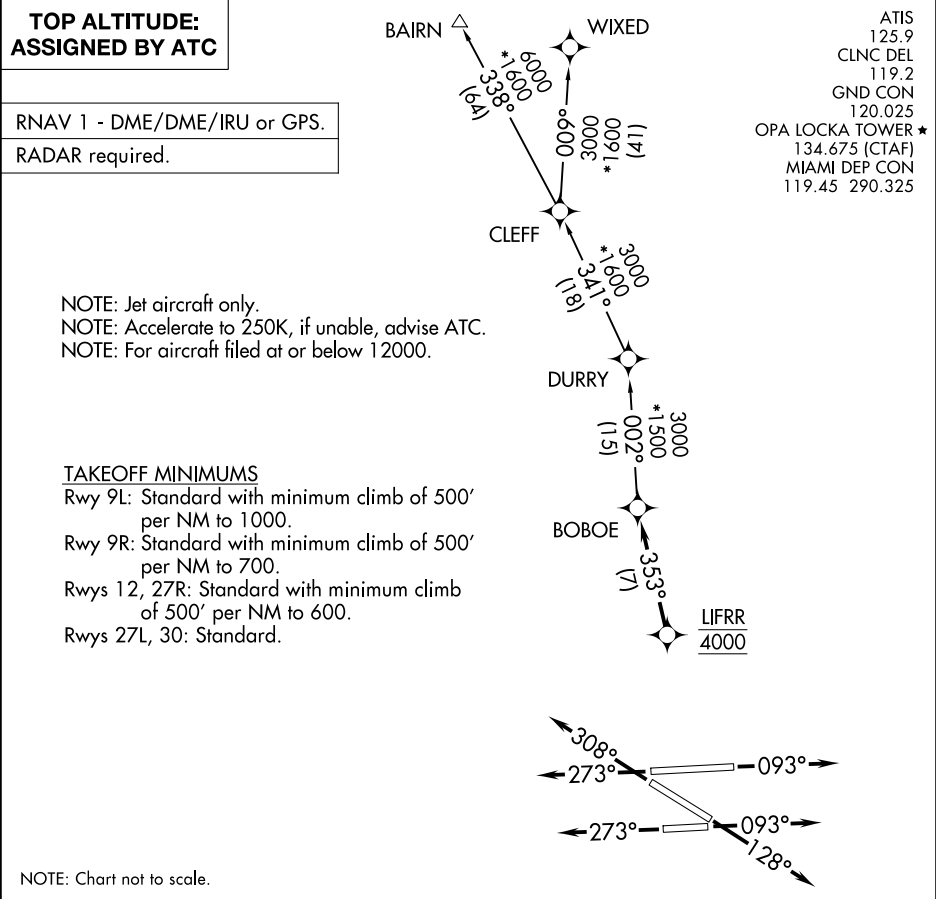 TOP ALTITUDE:
ASSIGNED BY ATC
RNAV 1 - DME/DME/IRU or GPS.
RADAR required.
ATIS
125.9
CLNC DEL
119.2
GND CON
120.025
OPA LOCKA TOWER ★
134.675 (CTAF)
MIAMI DEP CON
119.45 290.325
BAIRN
WIXED
6000
*1600
338°
(64)
009°
3000
*1600
(41)
CLEFF
3000
*1600
341°
(18)
DURRY
3000
*1500
002°
(15)
BOBOE
353°
(7)
LIFRR
4000
NOTE: Jet aircraft only.
NOTE: Accelerate to 250K, if unable, advise ATC.
NOTE: For aircraft filed at or below 12000.
TAKEOFF MINIMUMS
Rwy 9L: Standard with minimum climb of 500'
per NM to 1000.
Rwy 9R: Standard with minimum climb of 500'
per NM to 700.
Rwys 12, 27R: Standard with minimum climb
of 500' per NM to 600.
Rwys 27L, 30: Standard.
308°
273°
093°
273°
093°
128°
NOTE: Chart not to scale.